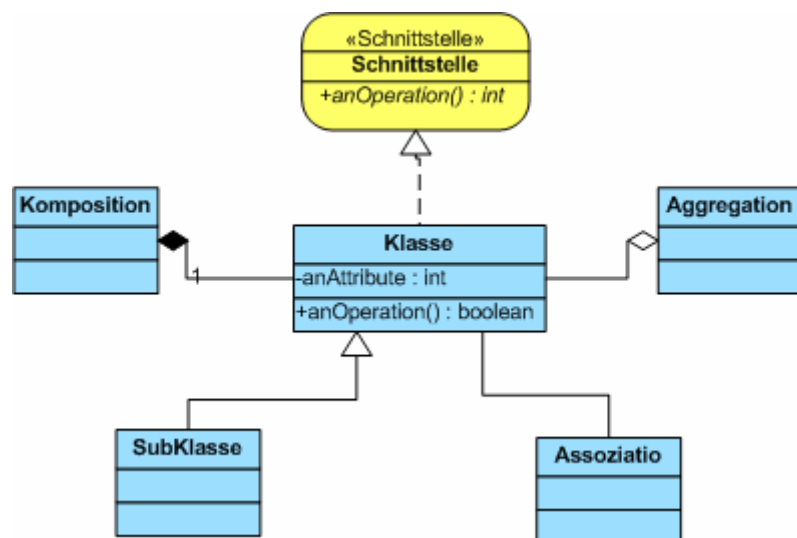 «Schnittstelle»
Schnittstelle
+anOperation() : int
Komposition
1
Klasse
-anAttribute : int
+anOperation() : boolean
Aggregation
SubKlasse
Assoziatio